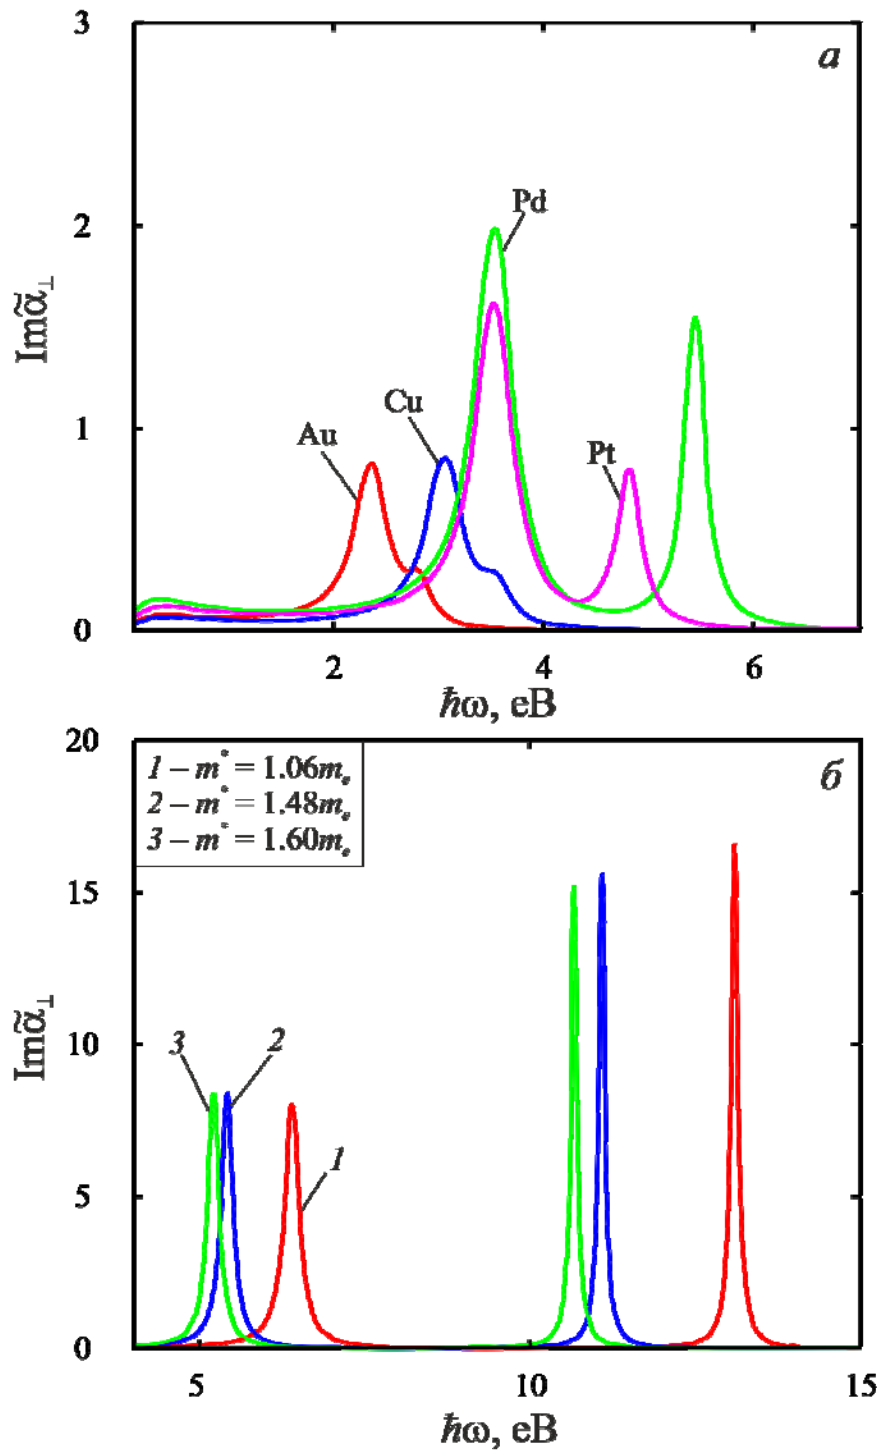 3
a
2
Pd
Imα̃⊥
Cu
1
Au
Pt
0
2
4
6
ℏω, eB
20
1 – m* = 1.06mₑ
2 – m* = 1.48mₑ
3 – m* = 1.60mₑ
б
15
10
Imα̃⊥
3
2
1
5
0
5
10
15
ℏω, eB